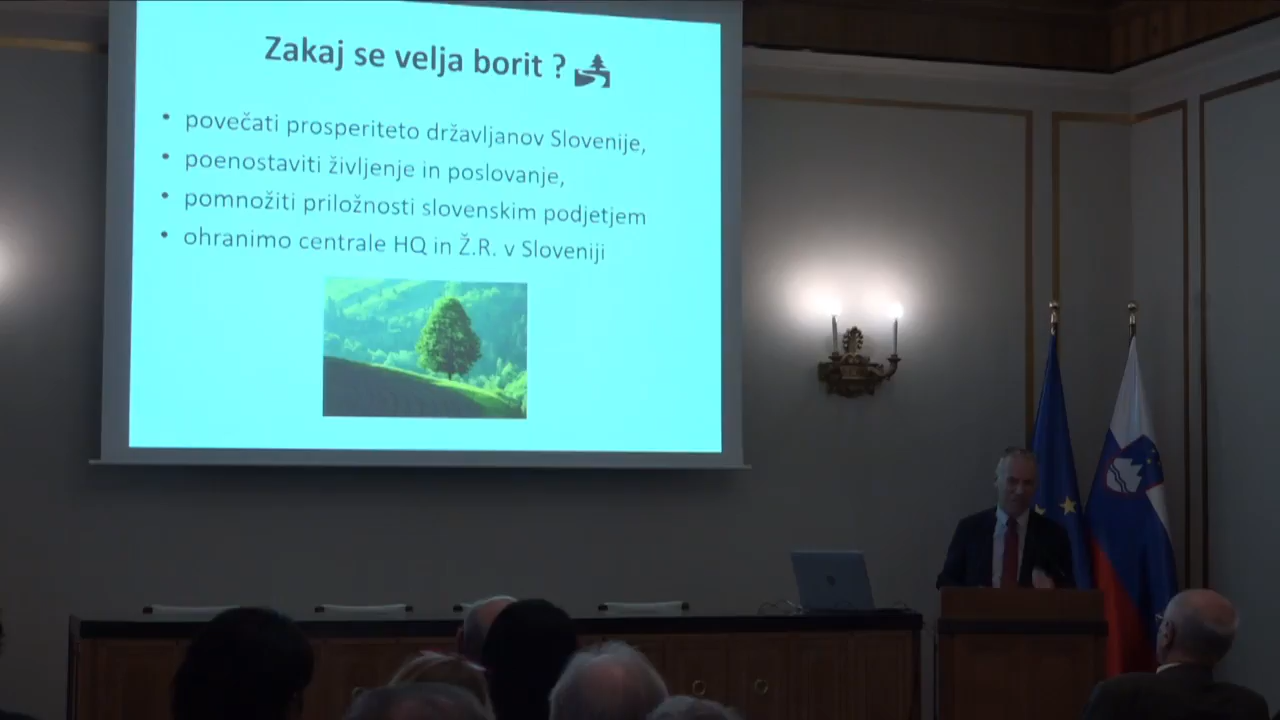 Zakaj se velja borit ?
• povečati prosperiteto državljanov Slovenije,
• poenostaviti življenje in poslovanje,
• pomnožiti priložnosti slovenskim podjetjem
• ohranimo centrale HQ in Ž.R. v Sloveniji